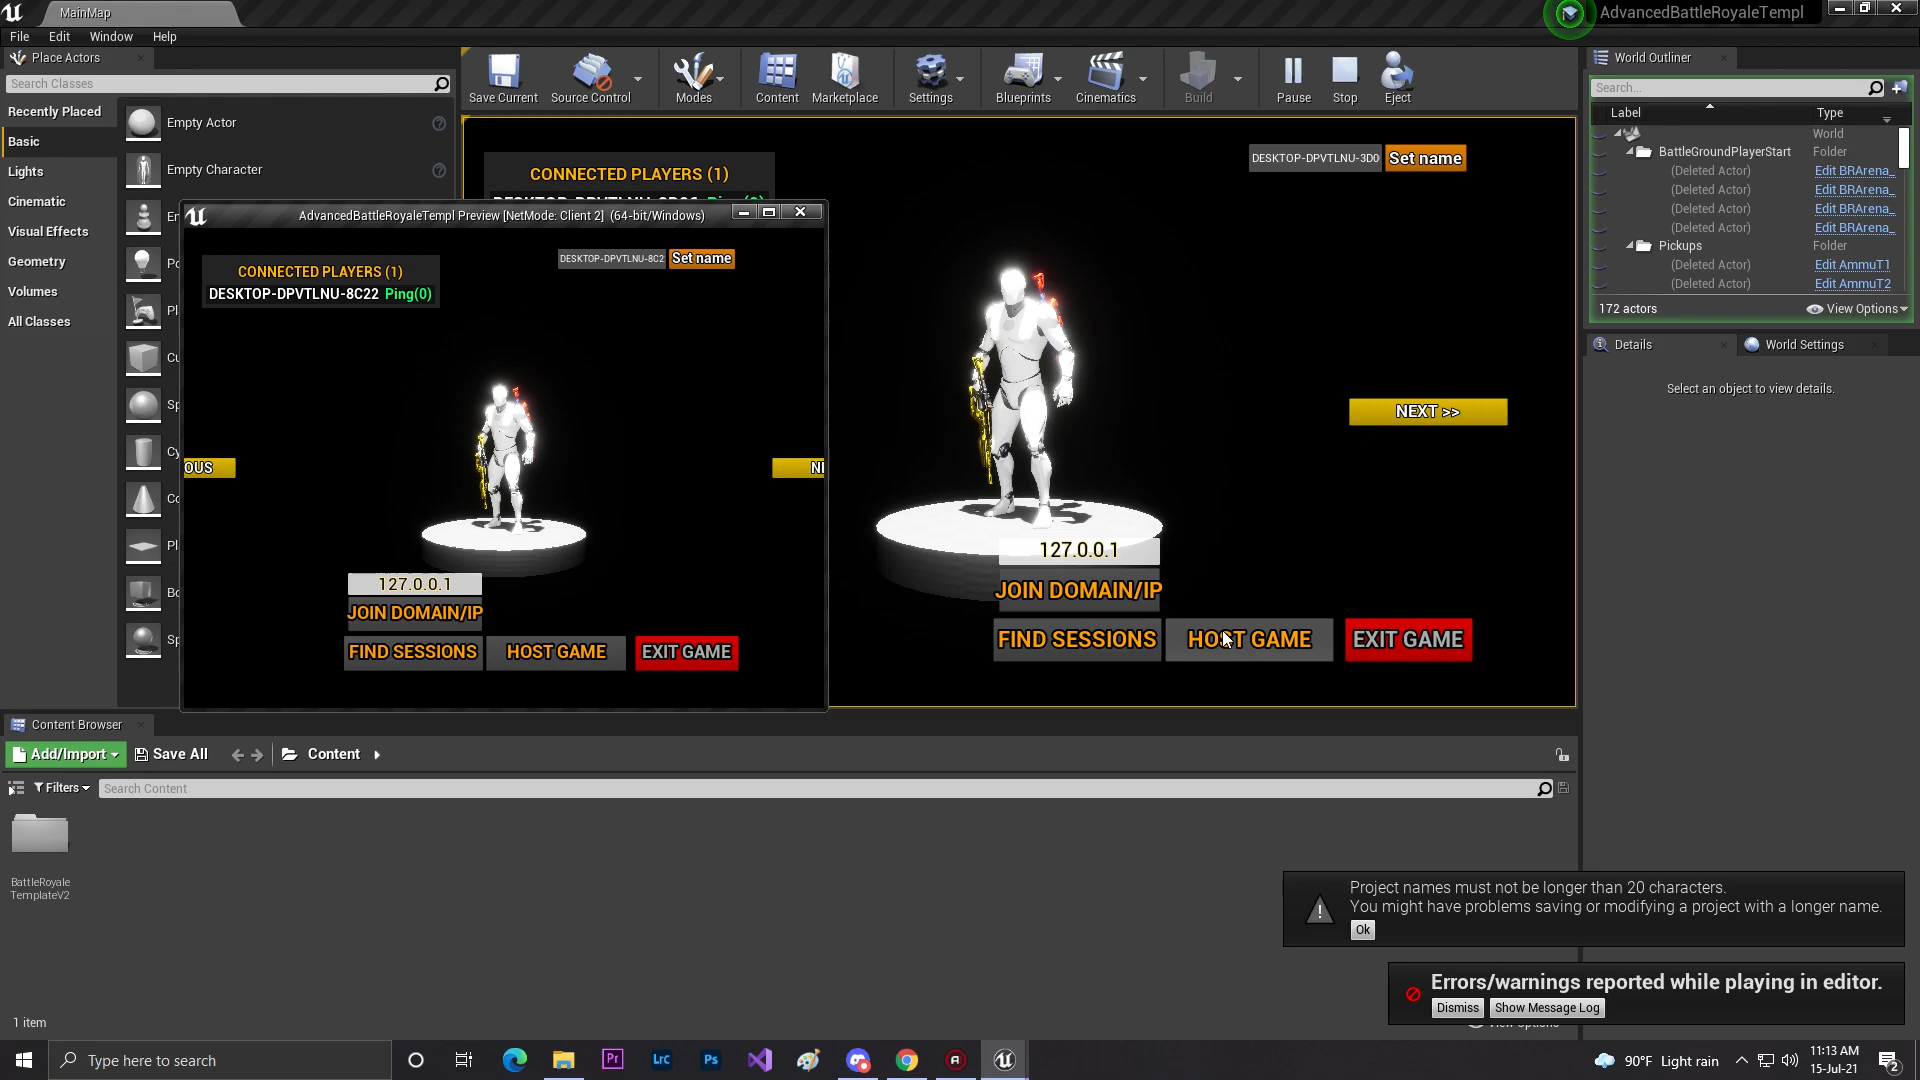 MainMap
AdvancedBattleRoyaleTempl
File Edit Window Help
Place Actors
Search Classes
Recently Placed
Basic
Lights
Cinematic
Visual Effects
Geometry
Volumes
All Classes
Empty Actor
Empty Character
Save Current
Source Control
Modes
Content
Marketplace
Settings
Blueprints
Cinematics
Build
Pause
Stop
Eject
CONNECTED PLAYERS (1)
DESKTOP-DPVTLNU-3D0 Set name
AdvancedBattleRoyaleTempl Preview [NetMode: Client 2] (64-bit/Windows)
CONNECTED PLAYERS (1)
DESKTOP-DPVTLNU-8C22 Ping(0)
DESKTOP-DPVTLNU-8C2 Set name
OUS
127.0.0.1
JOIN DOMAIN/IP
FIND SESSIONS HOST GAME EXIT GAME
NEXT >>
127.0.0.1
JOIN DOMAIN/IP
FIND SESSIONS HOST GAME EXIT GAME
World Outliner
Search...
Label Type
World
BattleGroundPlayerStart Folder
(Deleted Actor) Edit BRArena_
(Deleted Actor) Edit BRArena_
(Deleted Actor) Edit BRArena_
(Deleted Actor) Edit BRArena_
Pickups Folder
(Deleted Actor) Edit AmmuT1
(Deleted Actor) Edit AmmuT2
172 actors View Options
Details World Settings
Select an object to view details.
Content Browser
Add/Import Save All Content
Filters Search Content
BattleRoyale
TemplateV2
1 item
Project names must not be longer than 20 characters.
You might have problems saving or modifying a project with a longer name.
Ok
Errors/warnings reported while playing in editor.
Dismiss Show Message Log
Type here to search
Pr
Lrc
Ps
90°F Light rain
11:13 AM
15-Jul-21
2